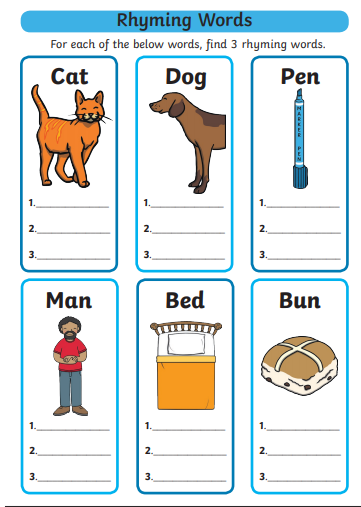 Rhyming Words
For each of the below words, find 3 rhyming words.
Cat
1.
2.
3.
Dog
1.
2.
3.
Pen
MARKER PEN
1.
2.
3.
Man
1.
2.
3.
Bed
1.
2.
3.
Bun
1.
2.
3.